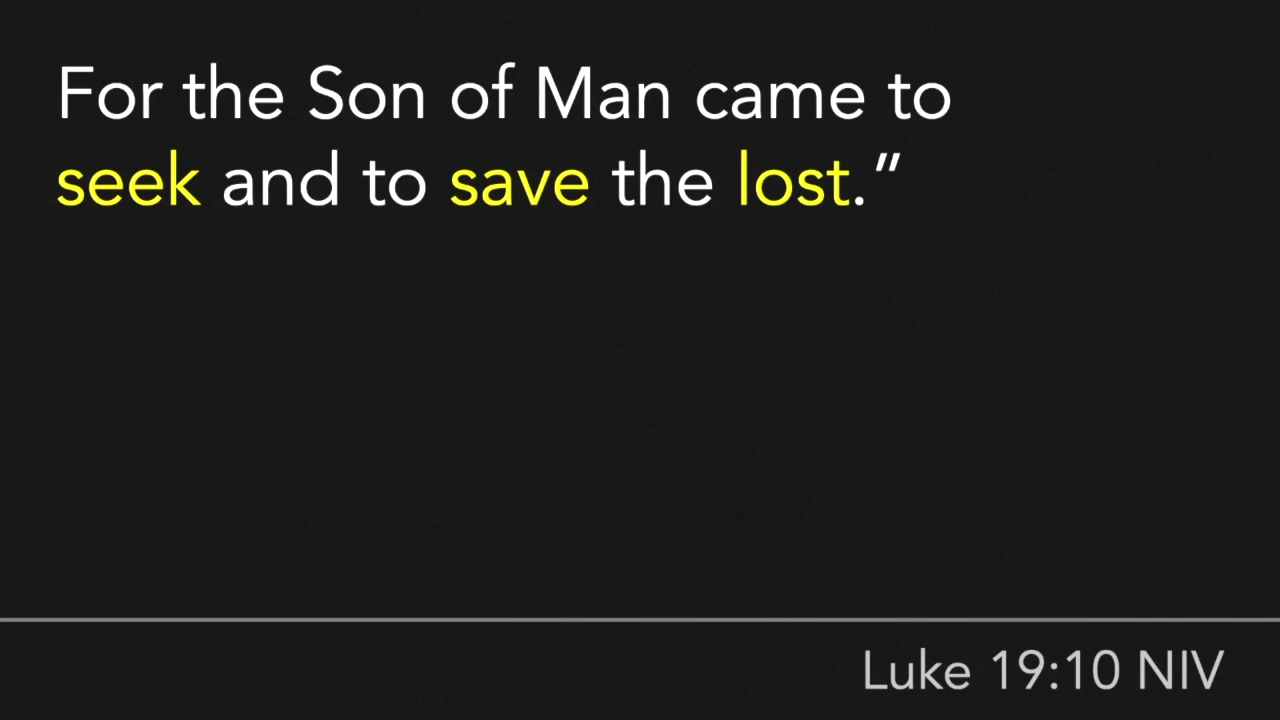 For the Son of Man came to
seek and to save the lost.”
Luke 19:10 NIV